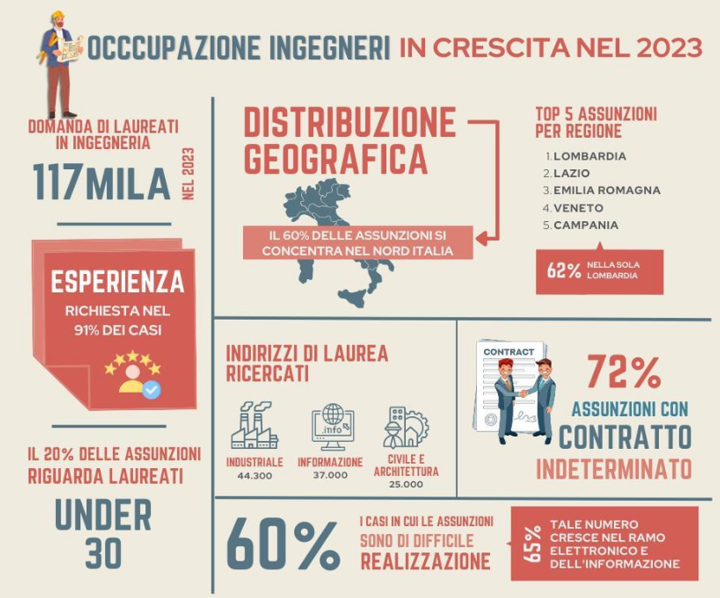 OCCCUPAZIONE INGEGNERI IN CRESCITA NEL 2023
DOMANDA DI LAUREATI
IN INGEGNERIA
117MILA
NEL 2023
ESPERIENZA
RICHIESTA NEL
91% DEI CASI
IL 20% DELLE ASSUNZIONI
RIGUARDA LAUREATI
UNDER
30
DISTRIBUZIONE
GEOGRAFICA
IL 60% DELLE ASSUNZIONI SI
CONCENTRA NEL NORD ITALIA
TOP 5 ASSUNZIONI
PER REGIONE
1. LOMBARDIA
2. LAZIO
3. EMILIA ROMAGNA
4. VENETO
5. CAMPANIA
62% NELLA SOLA
LOMBARDIA
INDIRIZZI DI LAUREA
RICERCATI
.info
INDUSTRIALE
44.300
INFORMAZIONE
37.000
CIVILE E
ARCHITETTURA
25.000
CONTRACT
72%
ASSUNZIONI CON
CONTRATTO
INDETERMINATO
60%
I CASI IN CUI LE ASSUNZIONI
SONO DI DIFFICILE
REALIZZAZIONE
65%
TALE NUMERO
CRESCE NEL RAMO
ELETTRONICO E
DELL'INFORMAZIONE